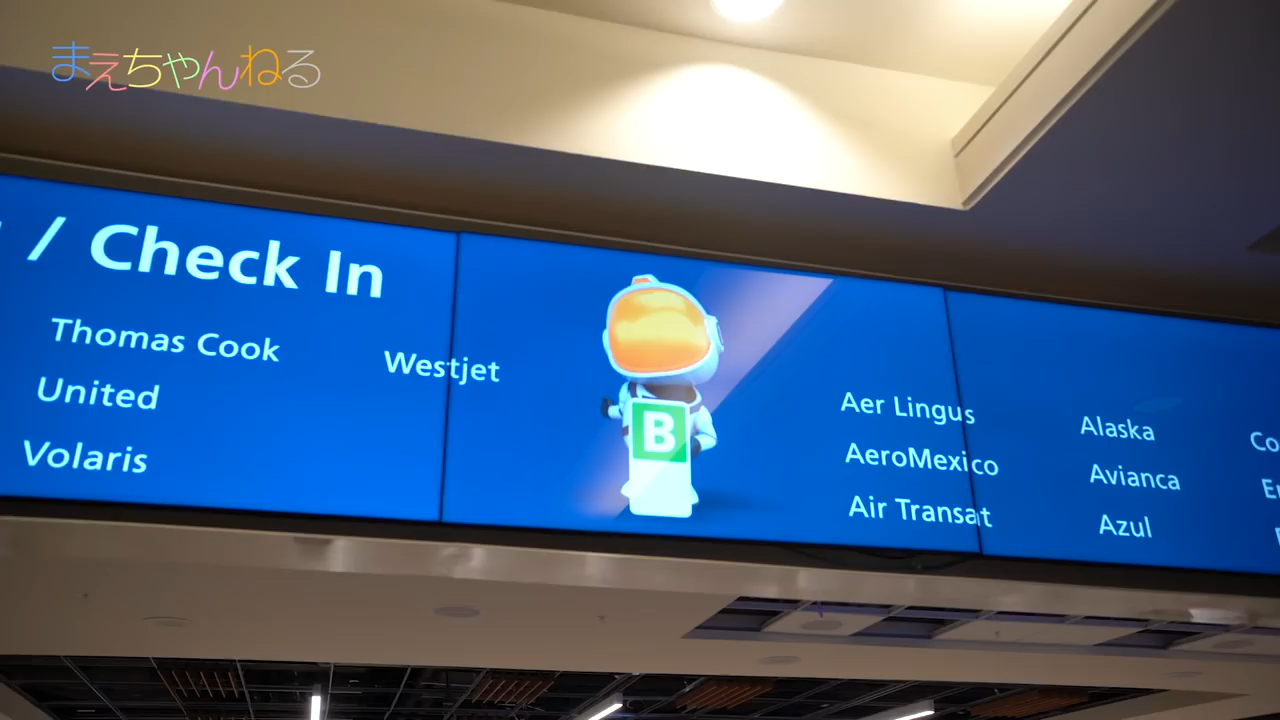 まえちゃんねる
/ Check In
Thomas Cook
United
Volaris
Westjet
B
Aer Lingus
AeroMexico
Air Transat
Alaska
Avianca
Azul